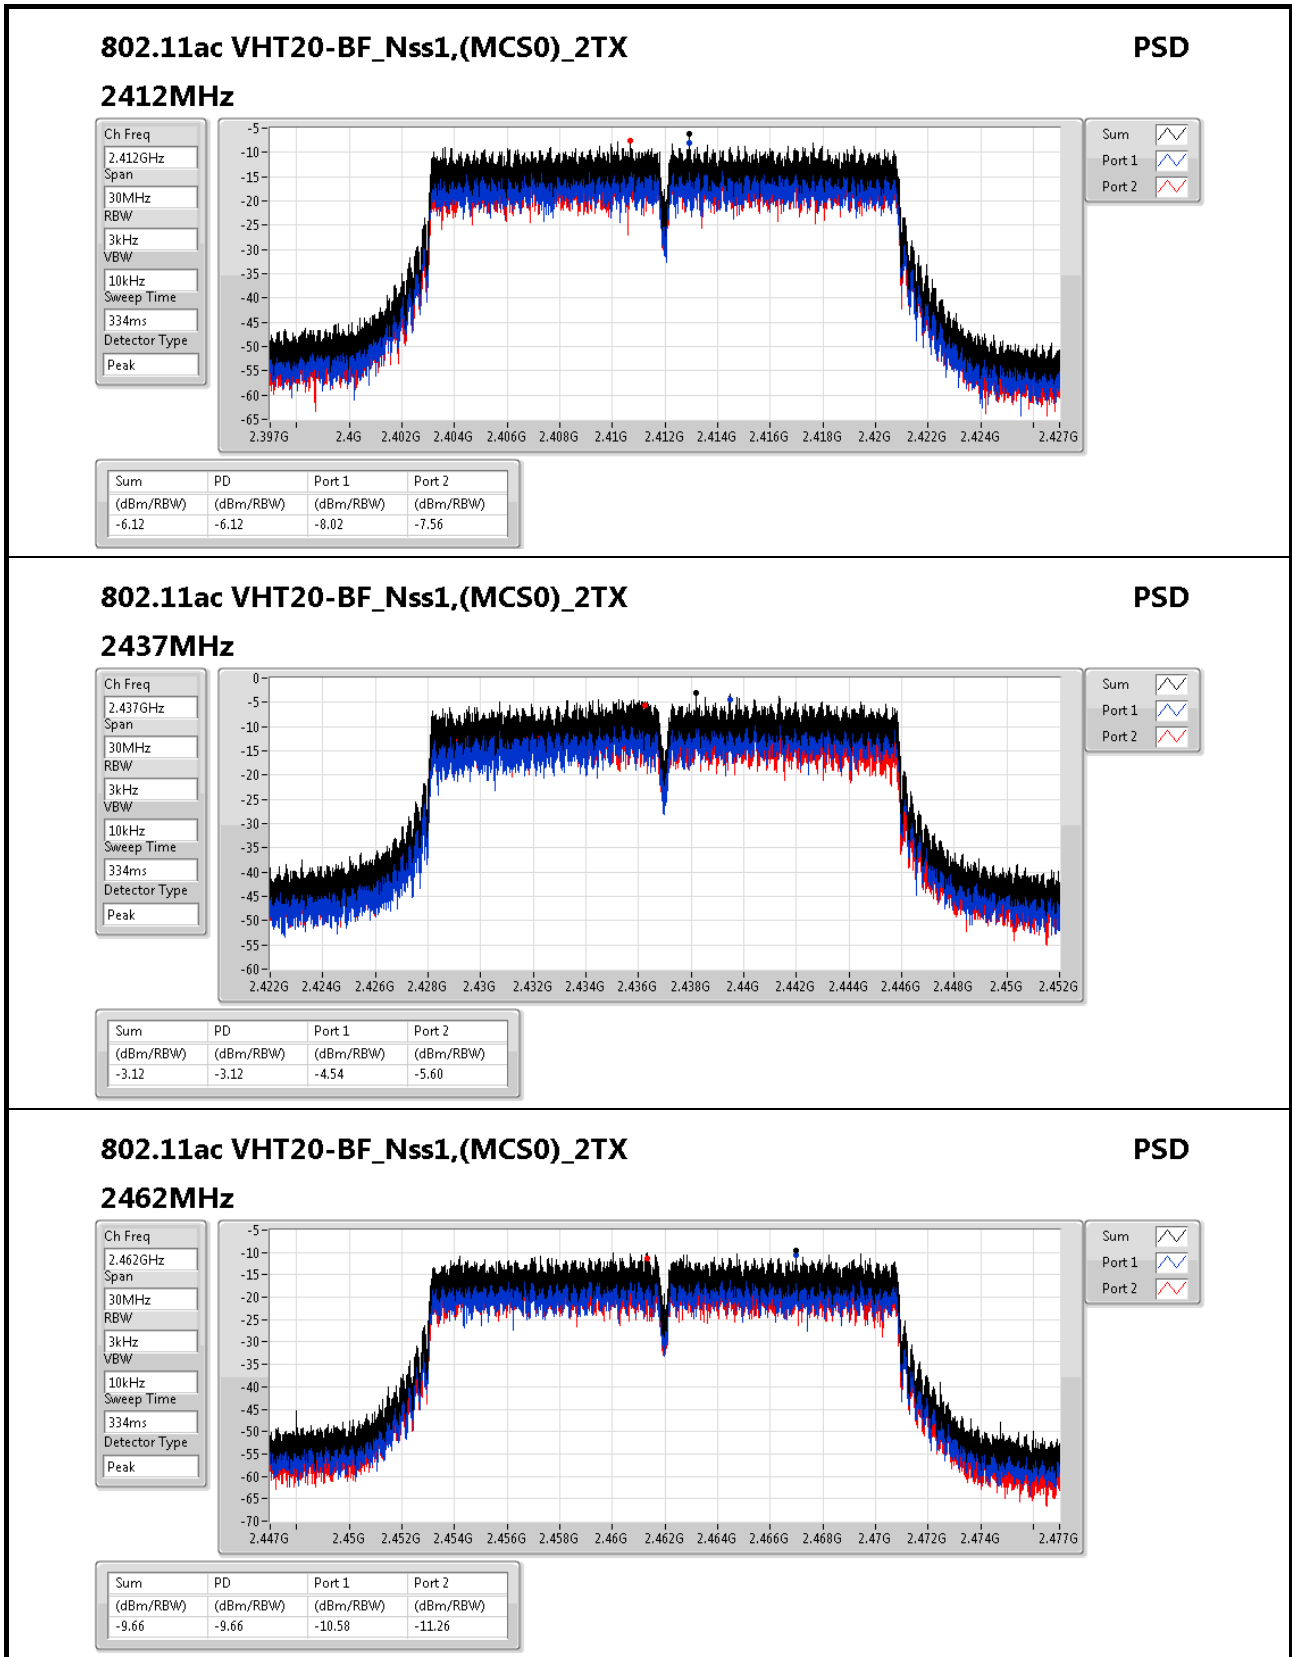 802.11ac VHT20-BF_Nss1,(MCS0)_2TX PSD
2412MHz
Ch Freq
2.412GHz
Span
30MHz
RBW
3kHz
VBW
10kHz
Sweep Time
334ms
Detector Type
Peak
-5
-10
-15
-20
-25
-30
-35
-40
-45
-50
-55
-60
-65
2.397G 2.4G 2.402G 2.404G 2.406G 2.408G 2.41G 2.412G 2.414G 2.416G 2.418G 2.42G 2.422G 2.424G 2.427G
Sum
Port 1
Port 2
Sum PD Port 1 Port 2
(dBm/RBW) (dBm/RBW) (dBm/RBW) (dBm/RBW)
-6.12 -6.12 -8.02 -7.56
802.11ac VHT20-BF_Nss1,(MCS0)_2TX PSD
2437MHz
Ch Freq
2.437GHz
Span
30MHz
RBW
3kHz
VBW
10kHz
Sweep Time
334ms
Detector Type
Peak
0
-5
-10
-15
-20
-25
-30
-35
-40
-45
-50
-55
-60
2.422G 2.424G 2.426G 2.428G 2.43G 2.432G 2.434G 2.436G 2.438G 2.44G 2.442G 2.444G 2.446G 2.448G 2.45G 2.452G
Sum
Port 1
Port 2
Sum PD Port 1 Port 2
(dBm/RBW) (dBm/RBW) (dBm/RBW) (dBm/RBW)
-3.12 -3.12 -4.54 -5.60
802.11ac VHT20-BF_Nss1,(MCS0)_2TX PSD
2462MHz
Ch Freq
2.462GHz
Span
30MHz
RBW
3kHz
VBW
10kHz
Sweep Time
334ms
Detector Type
Peak
-5
-10
-15
-20
-25
-30
-35
-40
-45
-50
-55
-60
-65
-70
2.447G 2.45G 2.452G 2.454G 2.456G 2.458G 2.46G 2.462G 2.464G 2.466G 2.468G 2.47G 2.472G 2.474G 2.477G
Sum
Port 1
Port 2
Sum PD Port 1 Port 2
(dBm/RBW) (dBm/RBW) (dBm/RBW) (dBm/RBW)
-9.66 -9.66 -10.58 -11.26